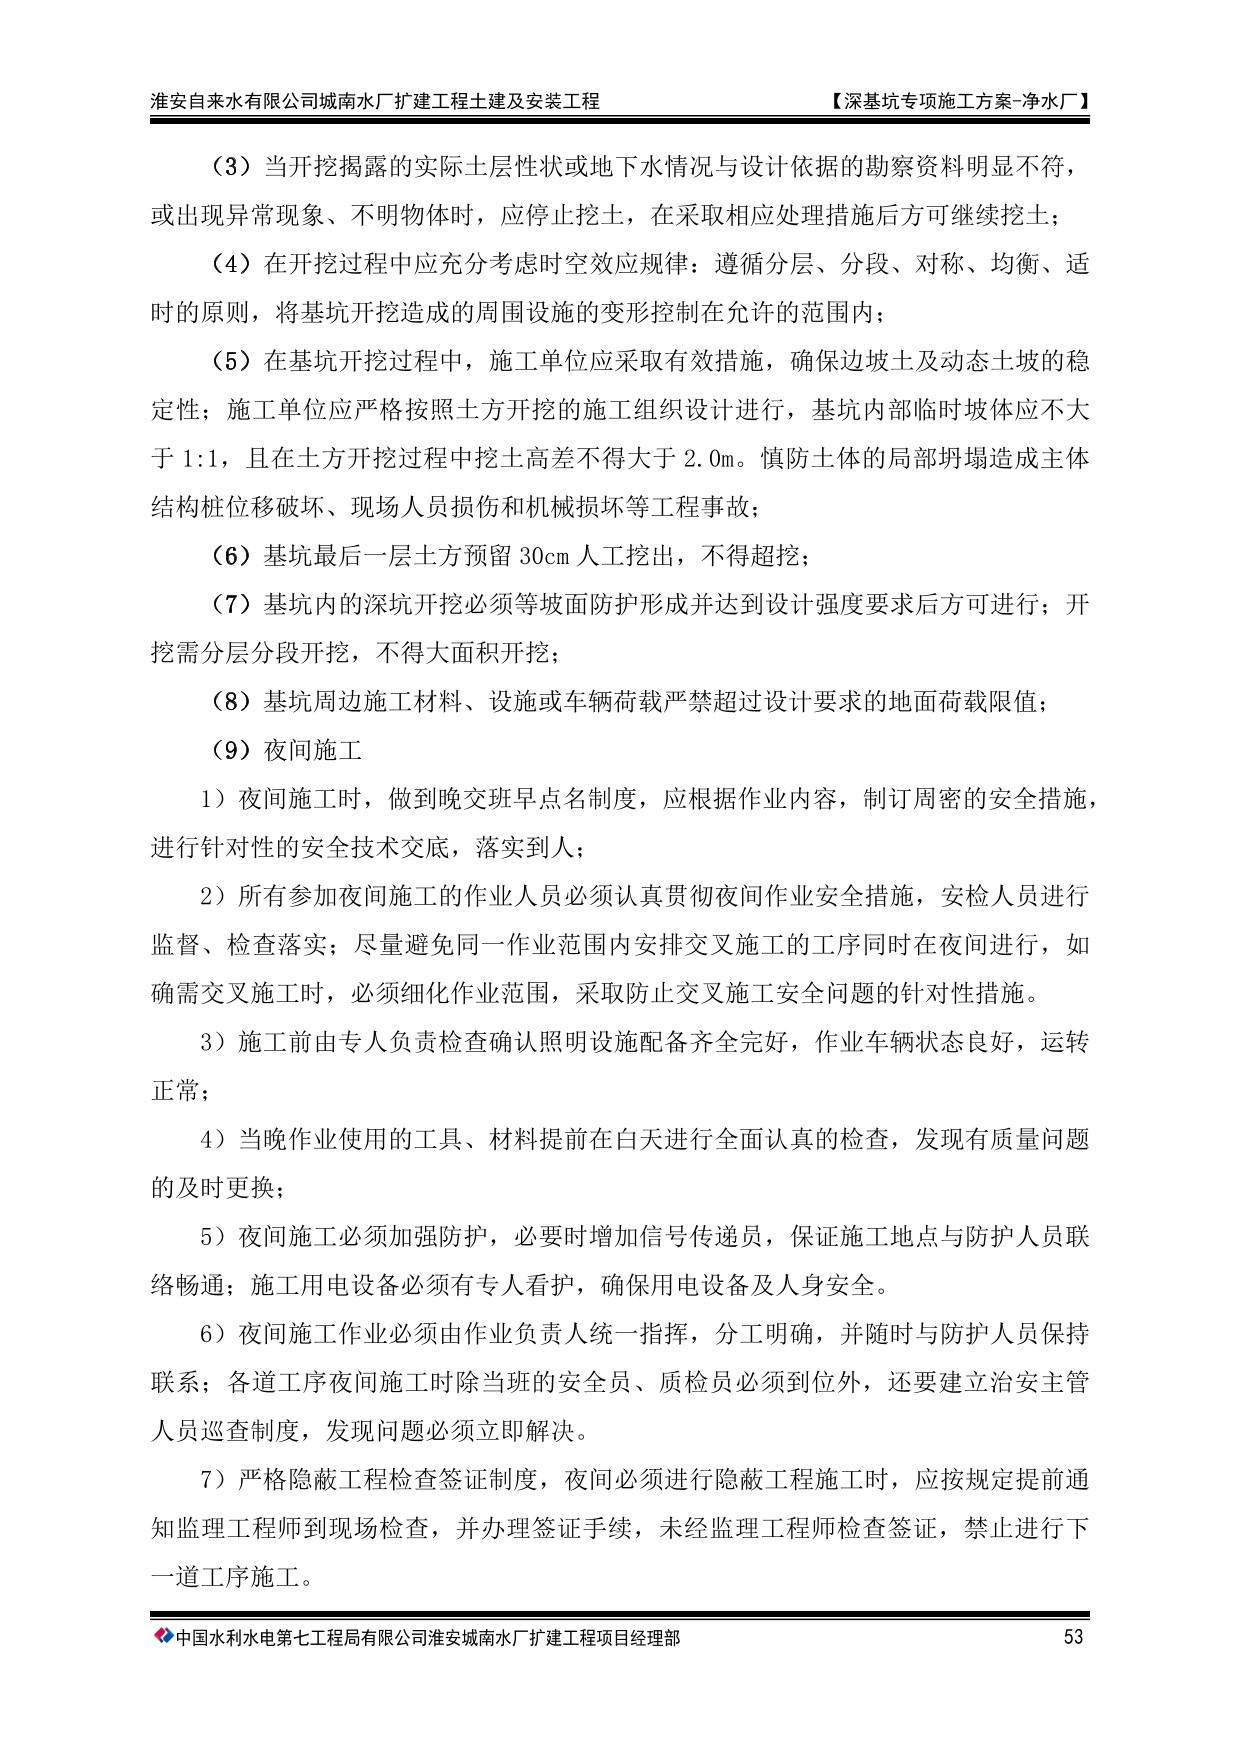 淮安自来水有限公司城南水厂扩建工程土建及安装工程 【深基坑专项施工方案-净水厂】
（3）当开挖揭露的实际土层性状或地下水情况与设计依据的勘察资料明显不符，
或出现异常现象、不明物体时，应停止挖土，在采取相应处理措施后方可继续挖土；
（4）在开挖过程中应充分考虑时空效应规律：遵循分层、分段、对称、均衡、适
时的原则，将基坑开挖造成的周围设施的变形控制在允许的范围内；
（5）在基坑开挖过程中，施工单位应采取有效措施，确保边坡土及动态土坡的稳
定性；施工单位应严格按照土方开挖的施工组织设计进行，基坑内部临时坡体应不大
于 1:1，且在土方开挖过程中挖土高差不得大于 2.0m。慎防土体的局部坍塌造成主体
结构桩位移破坏、现场人员损伤和机械损坏等工程事故；
（6）基坑最后一层土方预留 30cm 人工挖出，不得超挖；
（7）基坑内的深坑开挖必须等坡面防护形成并达到设计强度要求后方可进行；开
挖需分层分段开挖，不得大面积开挖；
（8）基坑周边施工材料、设施或车辆荷载严禁超过设计要求的地面荷载限值；
（9）夜间施工
1）夜间施工时，做到晚交班早点名制度，应根据作业内容，制订周密的安全措施，
进行针对性的安全技术交底，落实到人；
2）所有参加夜间施工的作业人员必须认真贯彻夜间作业安全措施，安检人员进行
监督、检查落实；尽量避免同一作业范围内安排交叉施工的工序同时在夜间进行，如
确需交叉施工时，必须细化作业范围，采取防止交叉施工安全问题的针对性措施。
3）施工前由专人负责检查确认照明设施配备齐全完好，作业车辆状态良好，运转
正常；
4）当晚作业使用的工具、材料提前在白天进行全面认真的检查，发现有质量问题
的及时更换；
5）夜间施工必须加强防护，必要时增加信号传递员，保证施工地点与防护人员联
络畅通；施工用电设备必须有专人看护，确保用电设备及人身安全。
6）夜间施工作业必须由作业负责人统一指挥，分工明确，并随时与防护人员保持
联系；各道工序夜间施工时除当班的安全员、质检员必须到位外，还要建立治安主管
人员巡查制度，发现问题必须立即解决。
7）严格隐蔽工程检查签证制度，夜间必须进行隐蔽工程施工时，应按规定提前通
知监理工程师到现场检查，并办理签证手续，未经监理工程师检查签证，禁止进行下
一道工序施工。
中国水利水电第七工程局有限公司淮安城南水厂扩建工程项目经理部 53